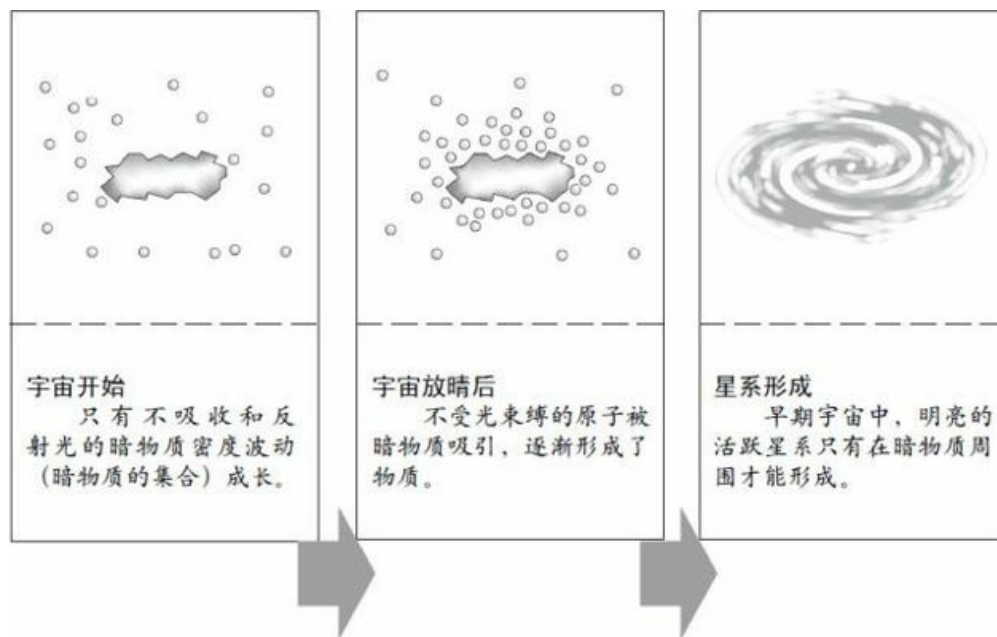 宇宙开始
只有不吸收和反
射光的暗物质密度波动
（暗物质的集合）成长。
宇宙放晴后
不受光束缚的原子被
暗物质吸引，逐渐形成了
物质。
星系形成
早期宇宙中，明亮的
活跃星系只有在暗物质周
围才能形成。